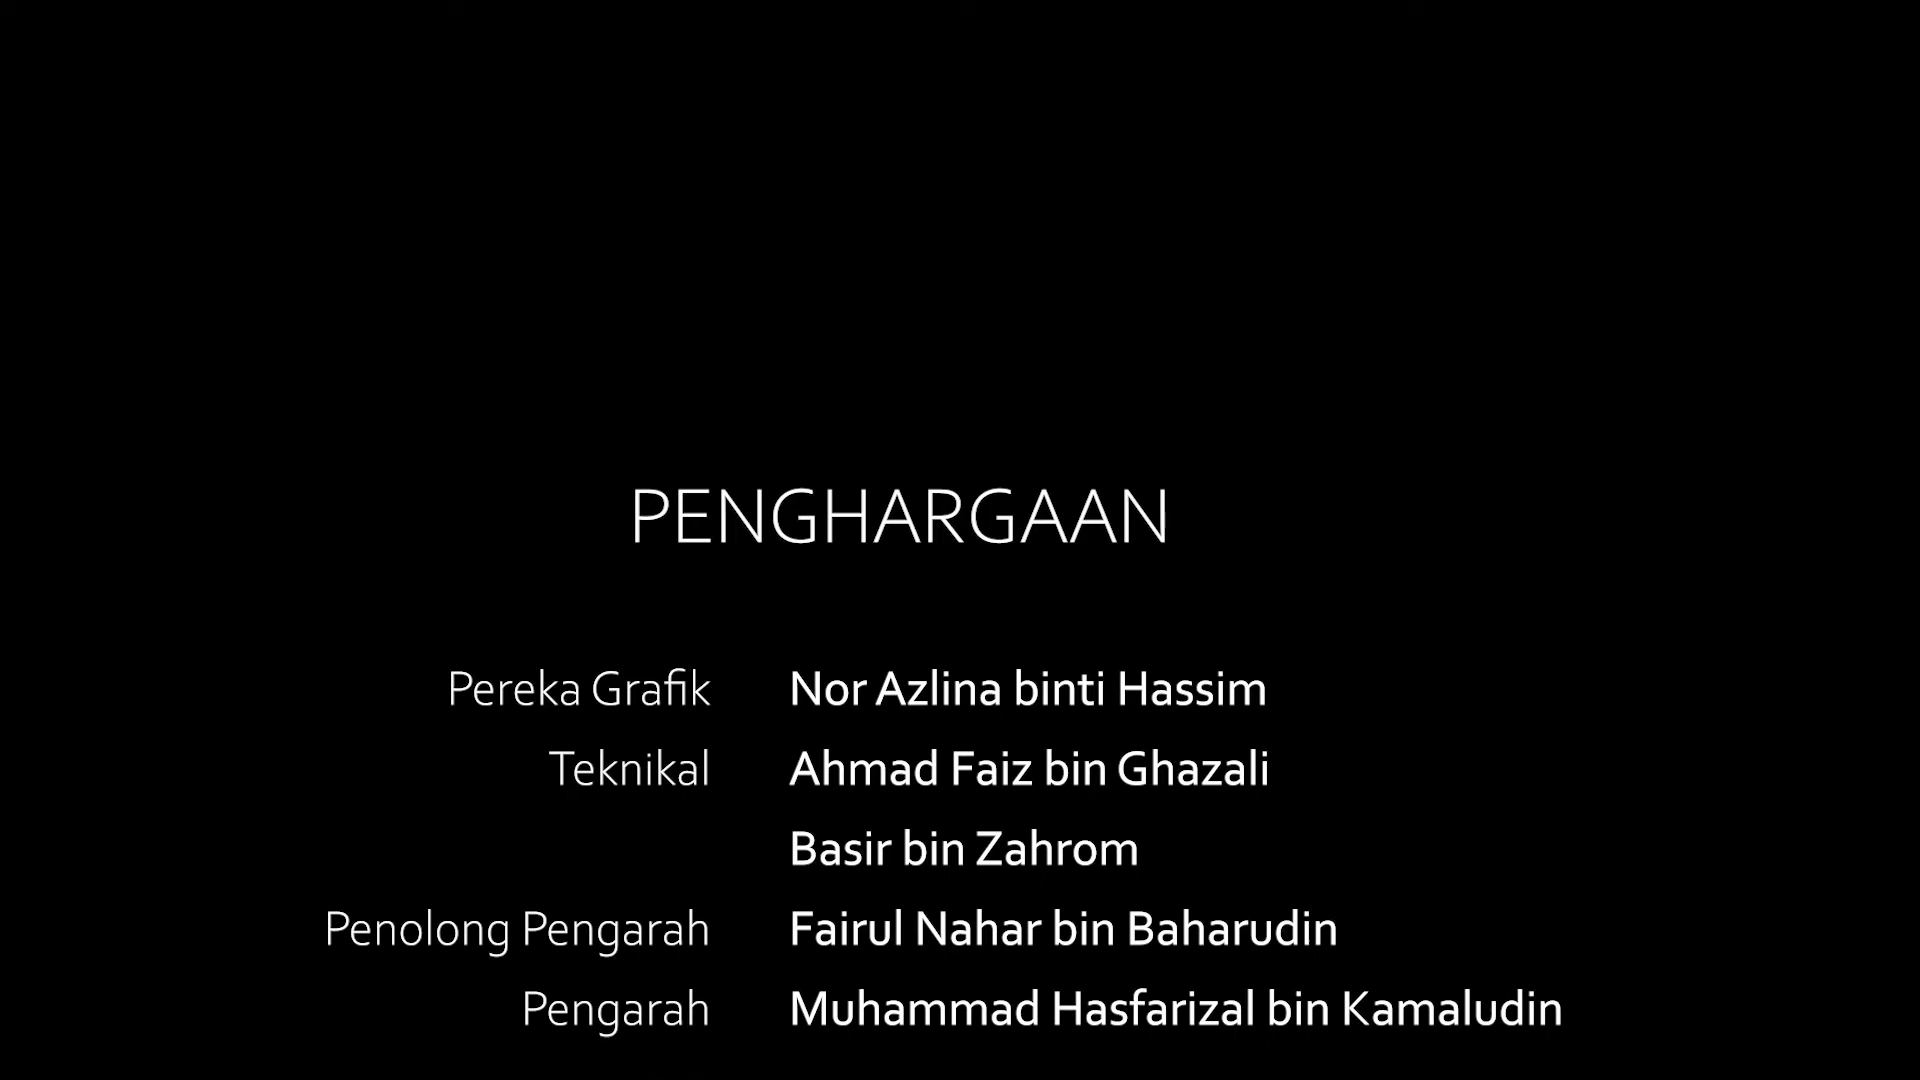 PENGHARGAAN
Pereka Grafik Nor Azlina binti Hassim
Teknikal Ahmad Faiz bin Ghazali
Basir bin Zahrom
Penolong Pengarah Fairul Nahar bin Baharudin
Pengarah Muhammad Hasfarizal bin Kamaludin